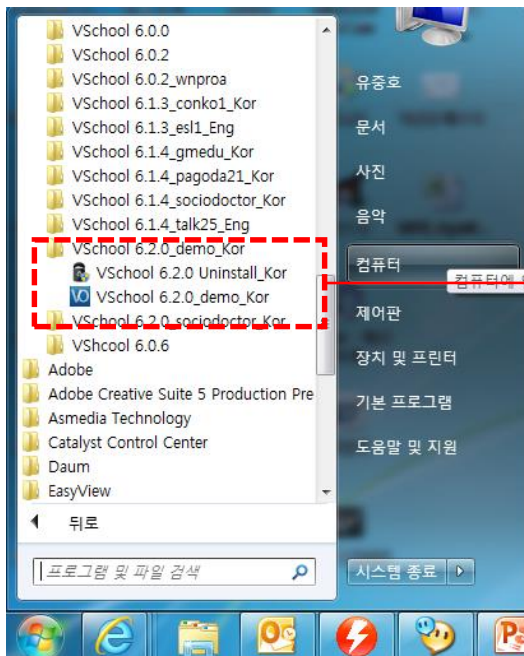 VSchool 6.0.0
VSchool 6.0.2
VSchool 6.0.2_wnproa
VSchool 6.1.3_conko1_Kor
VSchool 6.1.3_esl1_Eng
VSchool 6.1.4_gmedu_Kor
VSchool 6.1.4_pagoda21_Kor
VSchool 6.1.4_sociodoctor_Kor
VSchool 6.1.4_talk25_Eng
VSchool 6.2.0_demo_Kor
VSchool 6.2.0 Uninstall_Kor
VO VSchool 6.2.0_demo_Kor
VSchool 6.2.0_sociodoctor_Kor
VShcool 6.0.6
Adobe
Adobe Creative Suite 5 Production Pre
Asmedia Technology
Catalyst Control Center
Daum
EasyView
뒤로
프로그램 및 파일 검색
유중호
문서
사진
음악
컴퓨터
컴퓨터에
제어판
장치 및 프린터
기본 프로그램
도움말 및 지원
시스템 종료